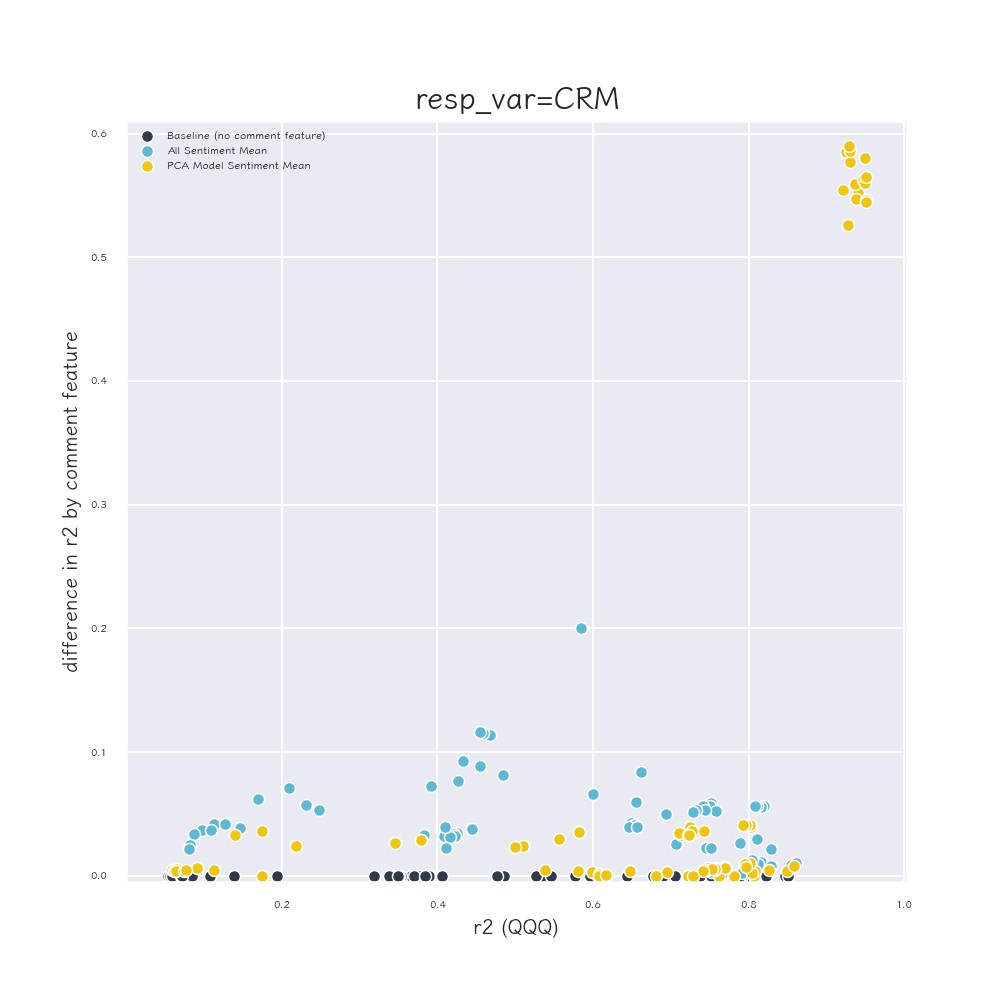 resp_var=CRM
Baseline (no comment feature)
All Sentiment Mean
PCA Model Sentiment Mean
0.6
0.5
0.4
0.3
0.2
0.1
0.0
difference in r2 by comment feature
0.2 0.4 0.6 0.8 1.0
r2 (QQQ)